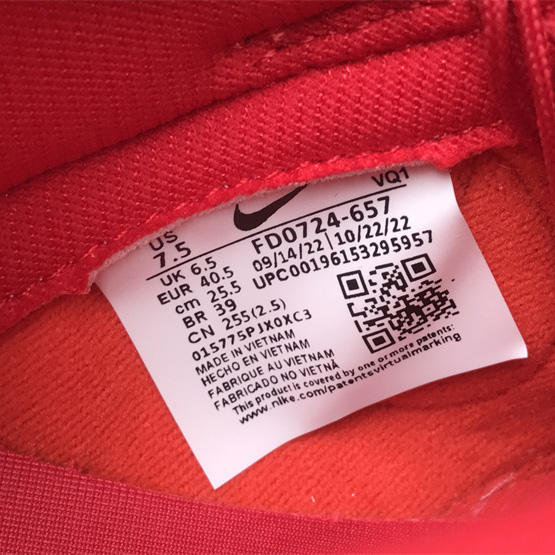 VQ1
US
7.5
FD0724-657
UK 6.5
09/14/22 | 10/22/22
EUR 40.5
UPC00196153295957
cm 25.5
BR 39
CN 255(2.5)
015775PJX0XC3
MADE IN VIETNAM
HECHO EN VIETNAM
FABRIQUE AU VIETNAM
FABRICADO NO VIETNÃ
This product is covered by one or more patents:
www.nike.com/patentsvirtualmarking